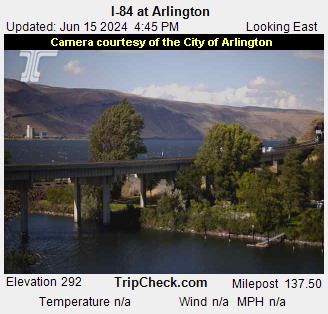 I-84 at Arlington
Updated: Jun 15 2024 4:45 PM Looking East
Camera courtesy of the City of Arlington
Elevation 292 TripCheck.com Milepost 137.50
Temperature n/a Wind n/a MPH n/a